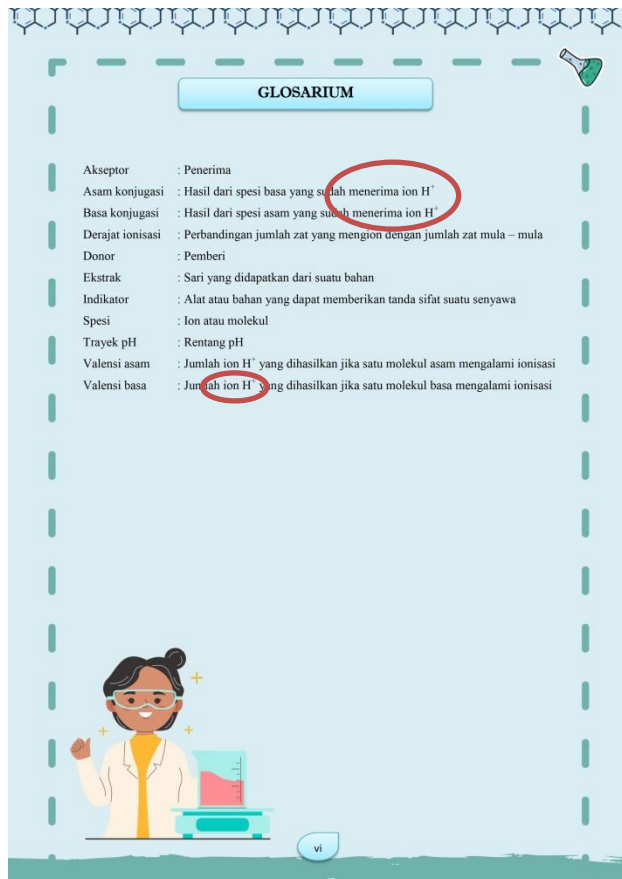 GLOSARIUM
Akseptor : Penerima
Asam konjugasi : Hasil dari spesi basa yang sudah menerima ion H⁺
Basa konjugasi : Hasil dari spesi asam yang sudah menerima ion H⁺
Derajat ionisasi : Perbandingan jumlah zat yang mengion dengan jumlah zat mula – mula
Donor : Pemberi
Ekstrak : Sari yang didapatkan dari suatu bahan
Indikator : Alat atau bahan yang dapat memberikan tanda sifat suatu senyawa
Spesi : Ion atau molekul
Trayek pH : Rentang pH
Valensi asam : Jumlah ion H⁺ yang dihasilkan jika satu molekul asam mengalami ionisasi
Valensi basa : Jumlah ion H⁺ yang dihasilkan jika satu molekul basa mengalami ionisasi
vi